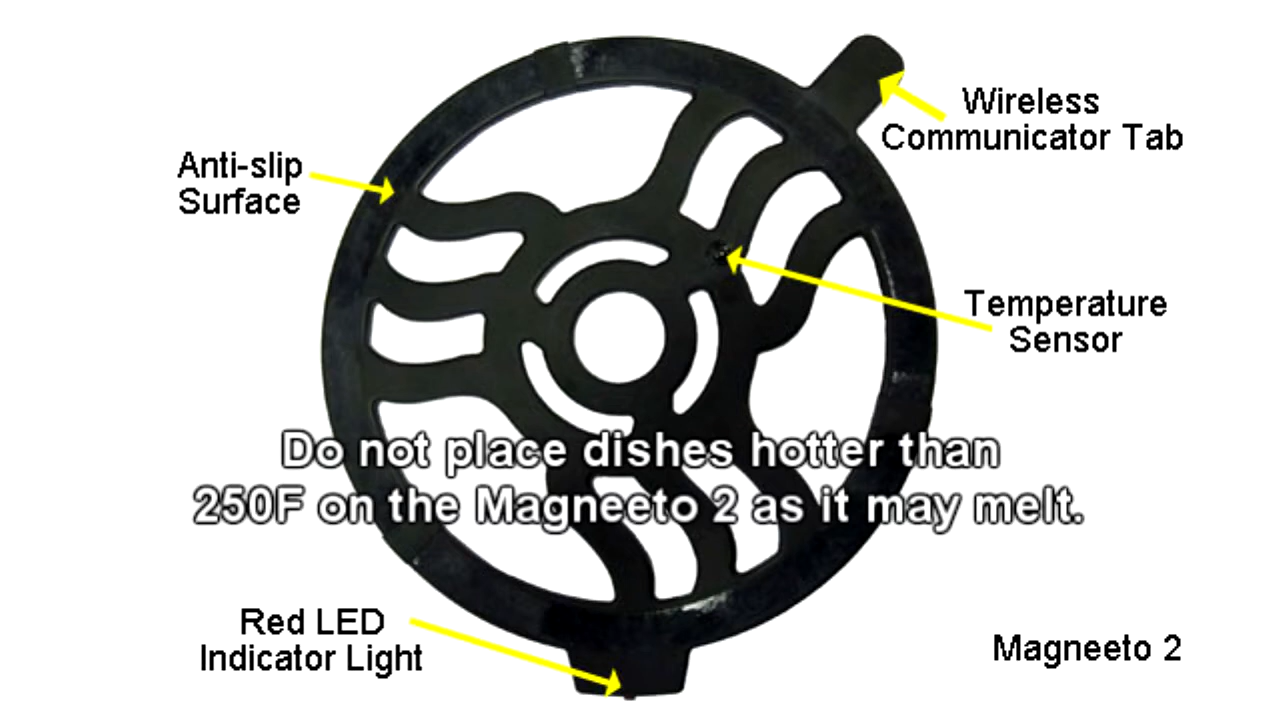 Wireless
Communicator Tab
Anti-slip
Surface
Temperature
Sensor
Do not place dishes hotter than
250F on the Magneeto 2 as it may melt.
Red LED
Indicator Light
Magneeto 2